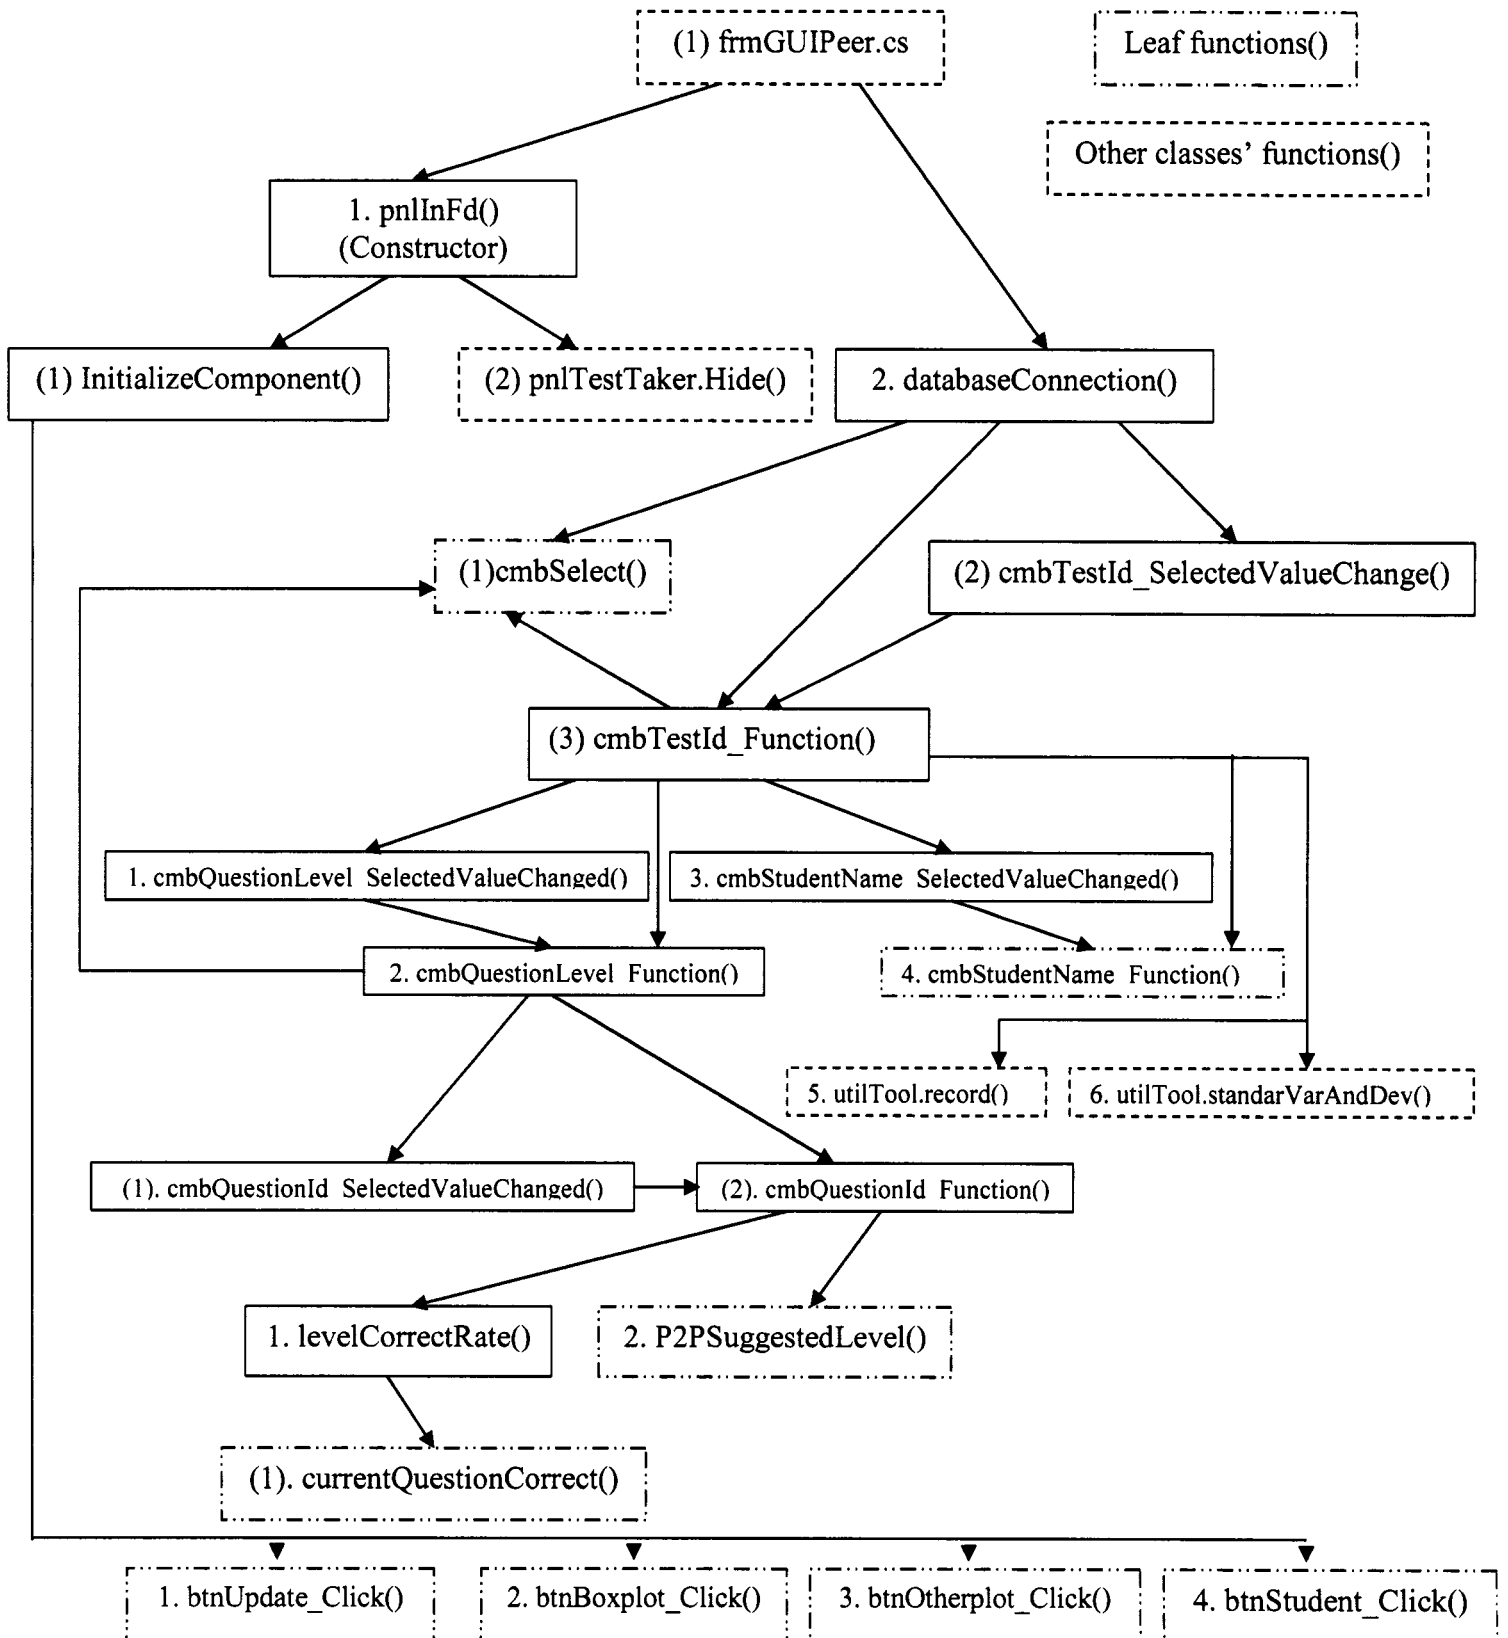 (1) frmGUIPeer.cs
Leaf functions()
Other classes’ functions()
1. pnlInFd()
(Constructor)
(1) InitializeComponent()
(2) pnlTestTaker.Hide()
2. databaseConnection()
(1)cmbSelect()
(2) cmbTestId_SelectedValueChange()
(3) cmbTestId_Function()
1. cmbQuestionLevel_SelectedValueChanged()
3. cmbStudentName_SelectedValueChanged()
2. cmbQuestionLevel_Function()
4. cmbStudentName_Function()
5. utilTool.record()
6. utilTool.standarVarAndDev()
(1). cmbQuestionId_SelectedValueChanged()
(2). cmbQuestionId_Function()
1. levelCorrectRate()
2. P2PSuggestedLevel()
(1). currentQuestionCorrect()
1. btnUpdate_Click()
2. btnBoxplot_Click()
3. btnOtherplot_Click()
4. btnStudent_Click()